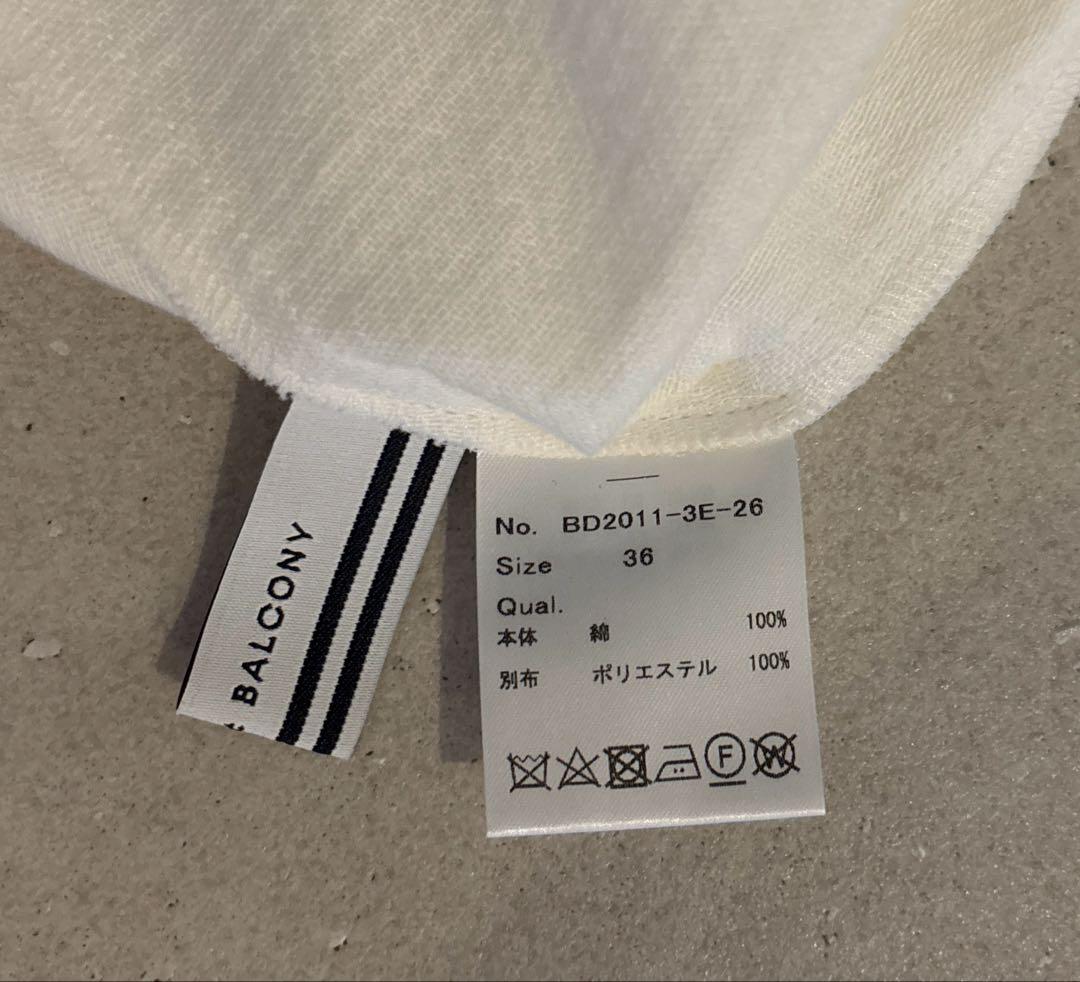 BALCONY
No. BD2011-3E-26
Size 36
Qual.
本体 綿 100%
別布 ポリエステル 100%
F W